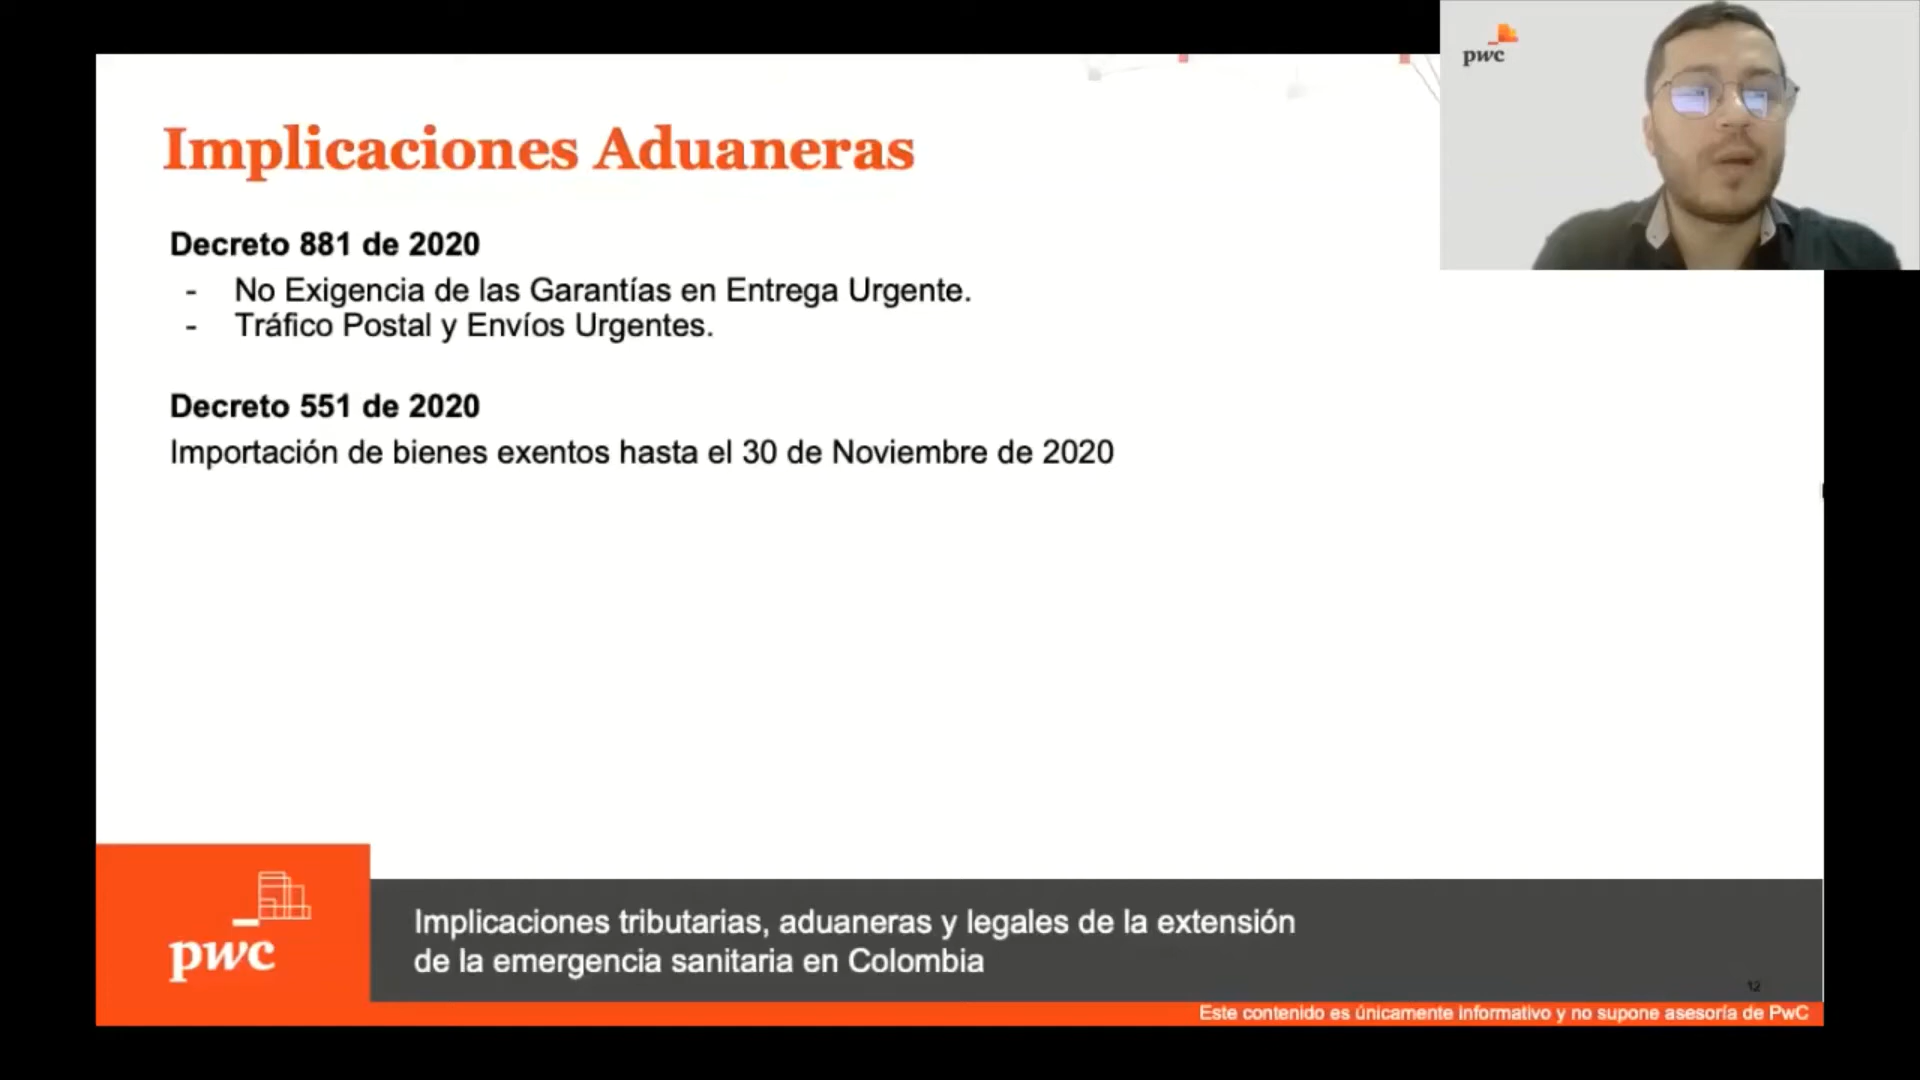 pwc
Implicaciones Aduaneras
Decreto 881 de 2020
- No Exigencia de las Garantías en Entrega Urgente.
- Tráfico Postal y Envíos Urgentes.
Decreto 551 de 2020
Importación de bienes exentos hasta el 30 de Noviembre de 2020
pwc
Implicaciones tributarias, aduaneras y legales de la extensión
de la emergencia sanitaria en Colombia
12
Este contenido es únicamente informativo y no supone asesoría de PwC